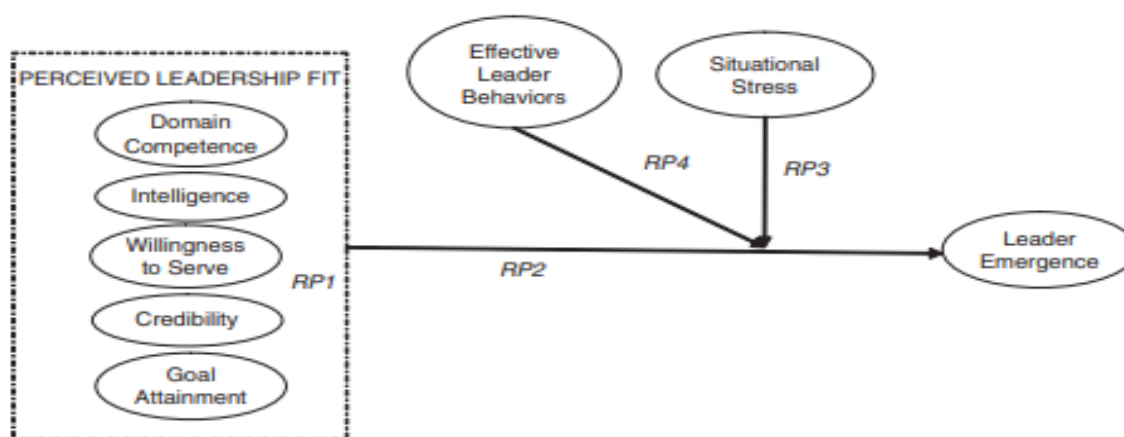 PERCEIVED LEADERSHIP FIT
Domain
Competence
Intelligence
Willingness
to Serve
Credibility
Goal
Attainment
RP1
Effective
Leader
Behaviors
Situational
Stress
RP4
RP3
RP2
Leader
Emergence